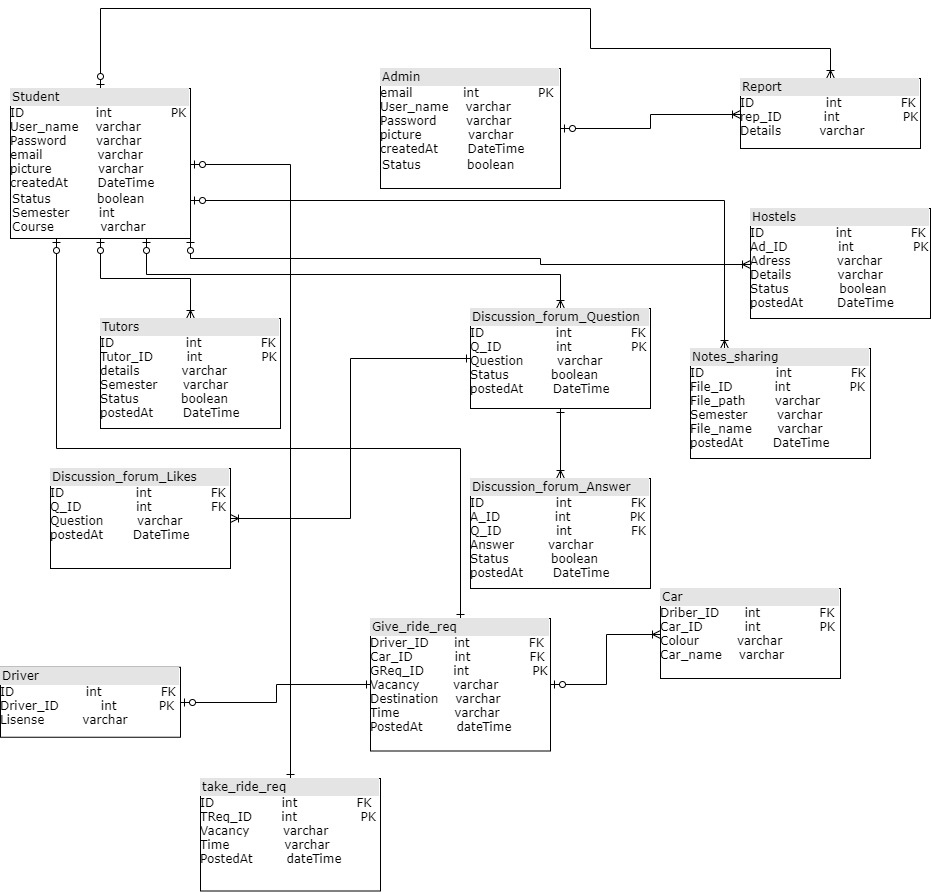 Student
ID int PK
User_name varchar
Password varchar
email varchar
picture varchar
createdAt DateTime
Status boolean
Semester int
Course varchar
Admin
email int PK
User_name varchar
Password varchar
picture varchar
createdAt DateTime
Status boolean
Report
ID int FK
rep_ID int PK
Details varchar
Hostels
ID int FK
Ad_ID int PK
Adress varchar
Details varchar
Status boolean
postedAt DateTime
Tutors
ID int FK
Tutor_ID int PK
details varchar
Semester varchar
Status boolean
postedAt DateTime
Discussion_forum_Question
ID int FK
Q_ID int PK
Question varchar
Status boolean
postedAt DateTime
Notes_sharing
ID int FK
File_ID int PK
File_path varchar
Semester varchar
File_name varchar
postedAt DateTime
Discussion_forum_Likes
ID int FK
Q_ID int FK
Question varchar
postedAt DateTime
Discussion_forum_Answer
ID int FK
A_ID int PK
Q_ID int FK
Answer varchar
Status boolean
postedAt DateTime
Car
Driber_ID int FK
Car_ID int PK
Colour varchar
Car_name varchar
Give_ride_req
Driver_ID int FK
Car_ID int FK
GReq_ID int PK
Vacancy varchar
Destination varchar
Time varchar
PostedAt dateTime
Driver
ID int FK
Driver_ID int PK
Lisense varchar
take_ride_req
ID int FK
TReq_ID int PK
Vacancy varchar
Time varchar
PostedAt dateTime